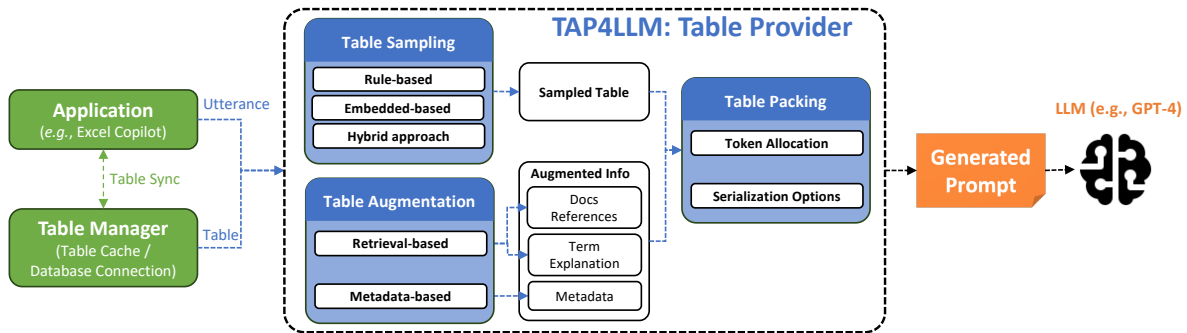 TAP4LLM: Table Provider
Application
(e.g., Excel Copilot)
Table Sync
Table Manager
(Table Cache /
Database Connection)
Utterance
Table
Table Sampling
Rule-based
Embedded-based
Hybrid approach
Table Augmentation
Retrieval-based
Metadata-based
Sampled Table
Augmented Info
Docs
References
Term
Explanation
Metadata
Table Packing
Token Allocation
Serialization Options
Generated
Prompt
LLM (e.g., GPT-4)